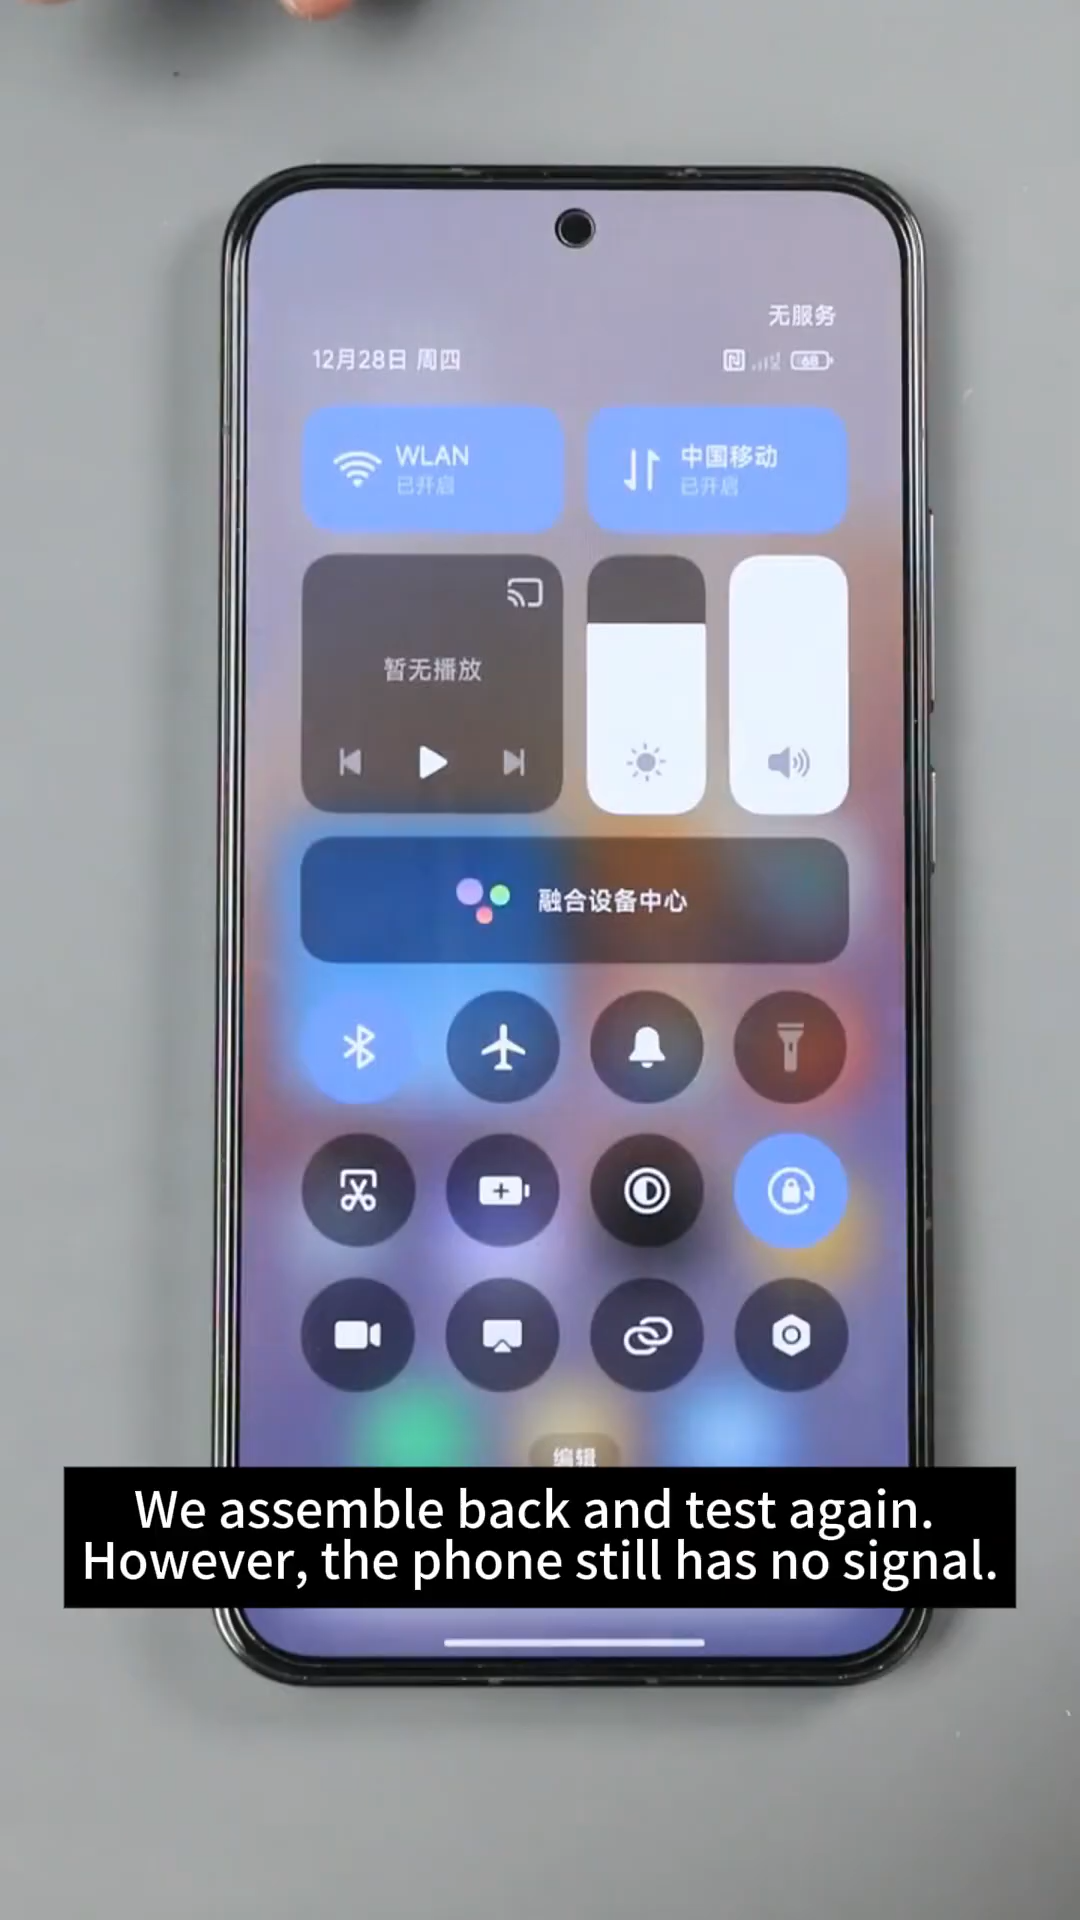 无服务
12月28日 周四
68
WLAN
已开启
中国移动
已开启
暂无播放
融合设备中心
编辑
We assemble back and test again.
However, the phone still has no signal.